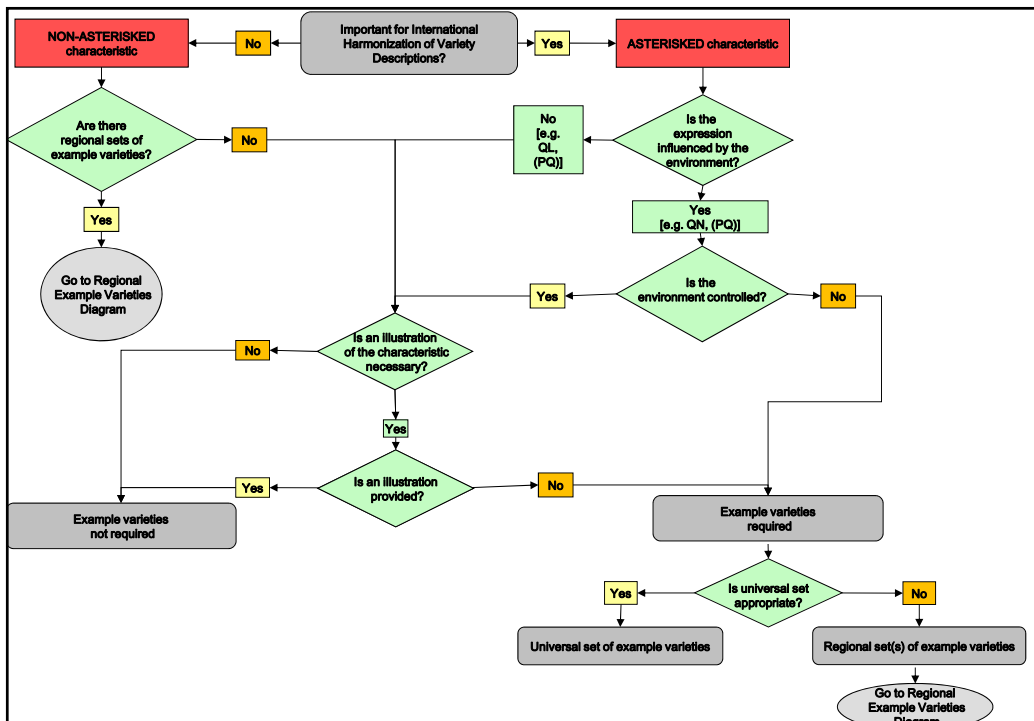 NON-ASTERISKED
characteristic
No
Important for International
Harmonization of Variety
Descriptions?
Yes
ASTERISKED characteristic
Are there
regional sets of
example varieties?
No
No
[e.g.
QL,
(PQ)]
Is the
expression
influenced by the
environment?
Yes
Yes
[e.g. QN, (PQ)]
Go to Regional
Example Varieties
Diagram
Yes
Is the
environment controlled?
No
No
Is an illustration
of the characteristic
necessary?
Yes
Yes
Is an illustration
provided?
No
Example varieties
not required
Example varieties
required
Yes
Is universal set
appropriate?
No
Universal set of example varieties
Regional set(s) of example varieties
Go to Regional
Example Varieties
Diagram